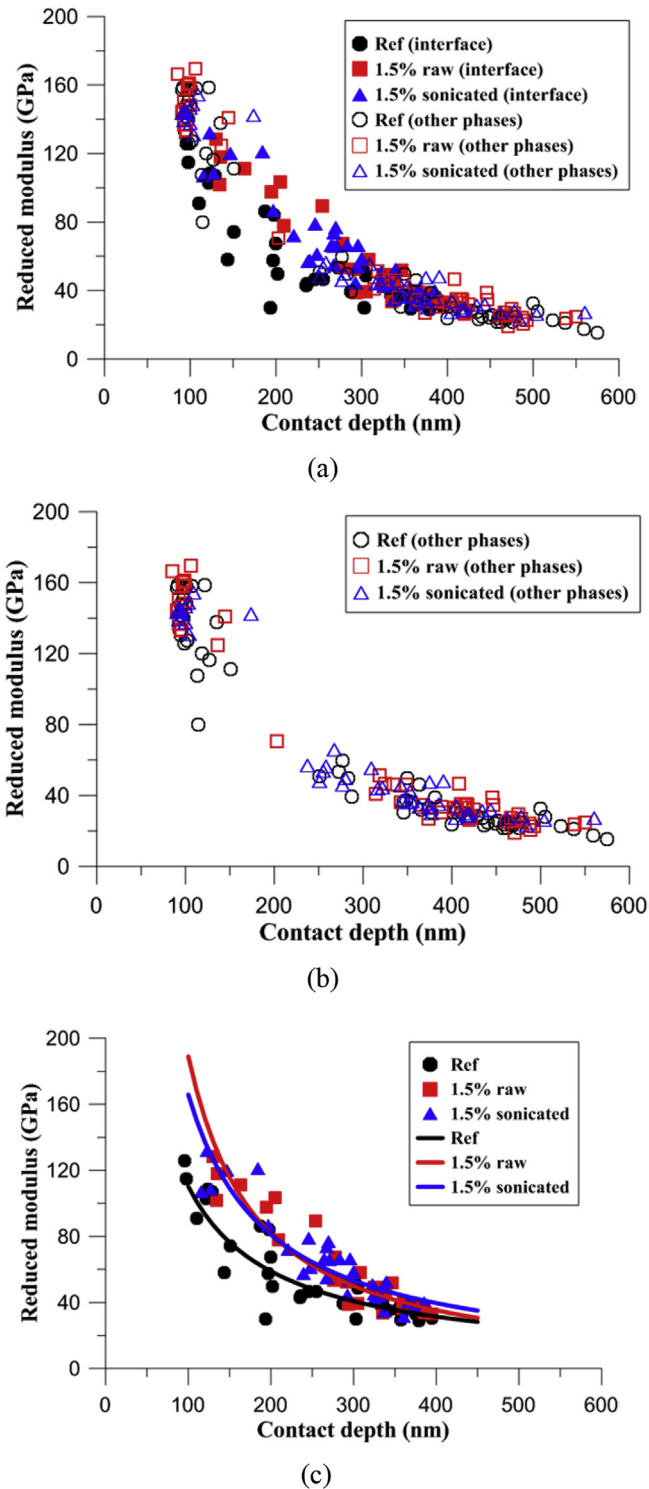 200
160
120
80
40
0
Reduced modulus (GPa)
Ref (interface)
1.5% raw (interface)
1.5% sonicated (interface)
Ref (other phases)
1.5% raw (other phases)
1.5% sonicated (other phases)
0 100 200 300 400 500 600
Contact depth (nm)
(a)
200
160
120
80
40
0
Reduced modulus (GPa)
Ref (other phases)
1.5% raw (other phases)
1.5% sonicated (other phases)
0 100 200 300 400 500 600
Contact depth (nm)
(b)
200
160
120
80
40
0
Reduced modulus (GPa)
Ref
1.5% raw
1.5% sonicated
Ref
1.5% raw
1.5% sonicated
0 100 200 300 400 500 600
Contact depth (nm)
(c)